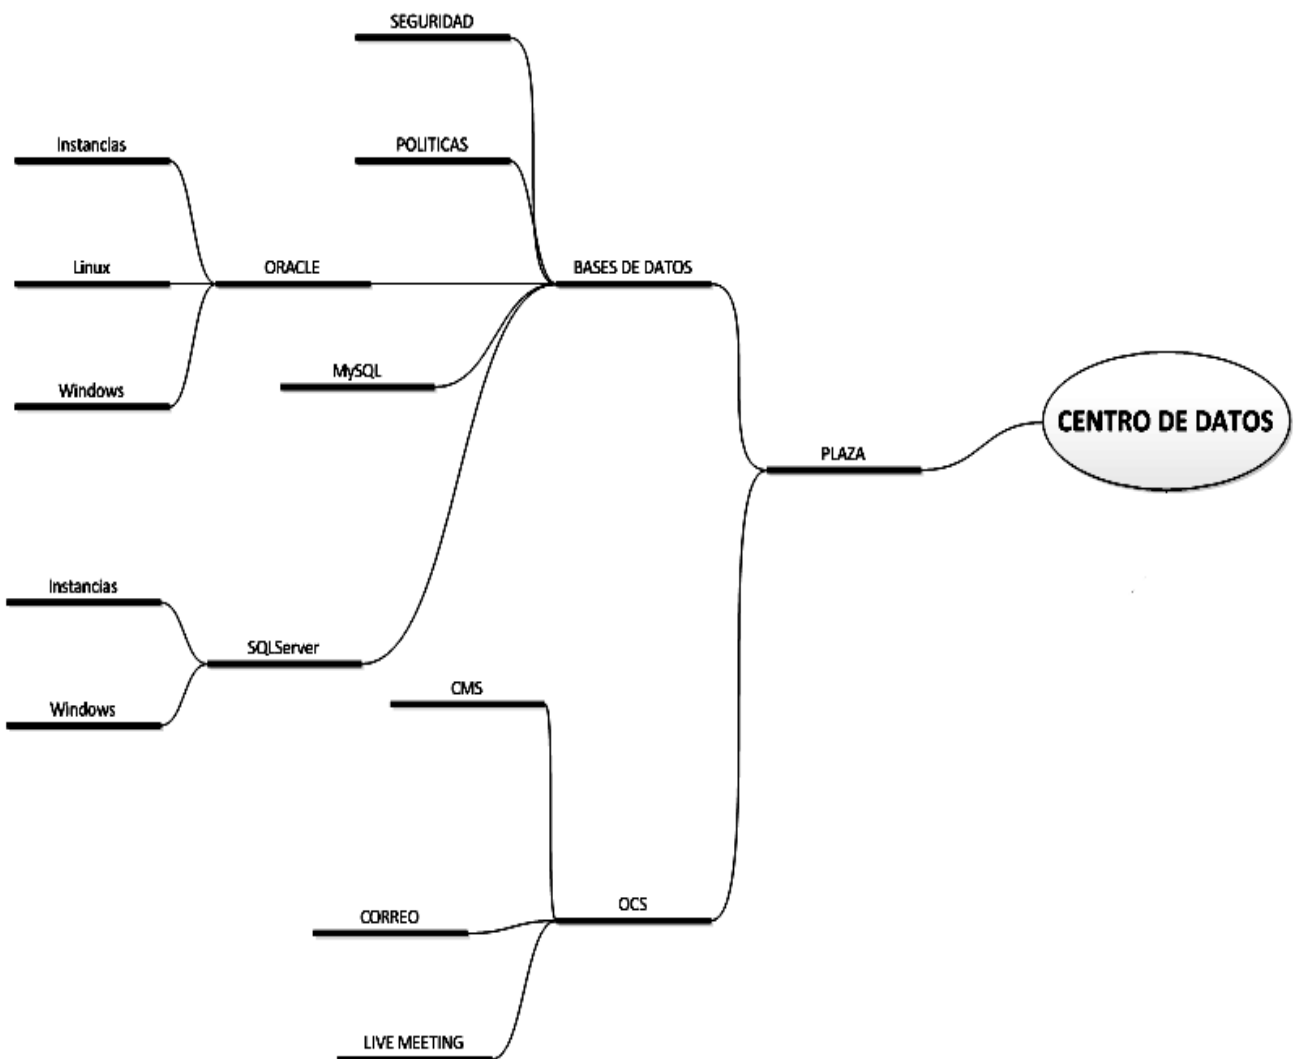 SEGURIDAD
POLITICAS
Instancias
Linux
ORACLE
BASES DE DATOS
MySQL
Windows
CENTRO DE DATOS
PLAZA
Instancias
SQLServer
CMS
Windows
OCS
CORREO
LIVE MEETING